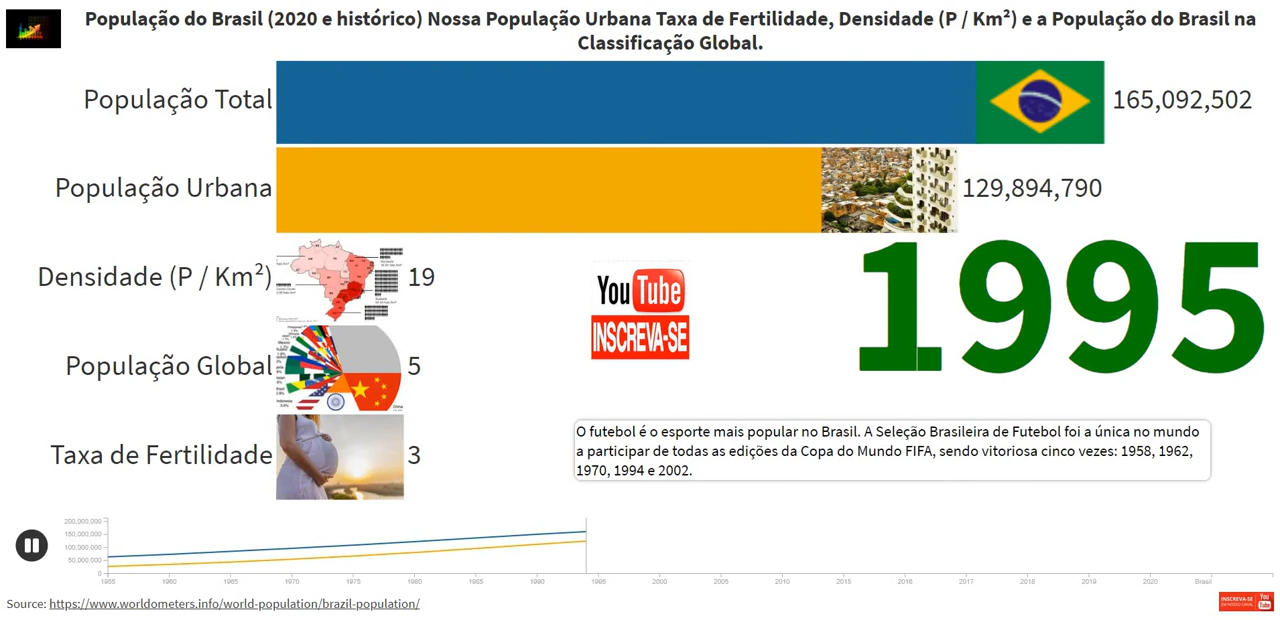 População do Brasil (2020 e histórico) Nossa População Urbana Taxa de Fertilidade, Densidade (P / Km²) e a População do Brasil na
Classificação Global.
População Total
165,092,502
População Urbana
129,894,790
1995
Densidade (P / Km²)
19
You Tube
INSCREVA-SE
População Global
5
Taxa de Fertilidade
3
O futebol é o esporte mais popular no Brasil. A Seleção Brasileira de Futebol foi a única no mundo
a participar de todas as edições da Copa do Mundo FIFA, sendo vitoriosa cinco vezes: 1958, 1962,
1970, 1994 e 2002.
200,000,000
150,000,000
100,000,000
50,000,000
0
1955 1960 1965 1970 1975 1980 1985 1990 1995 2000 2005 2010 2015 2016 2017 2018 2019 2020 Brasil
Source: https://www.worldometers.info/world-population/brazil-population/
INSCREVA-SE
You Tube